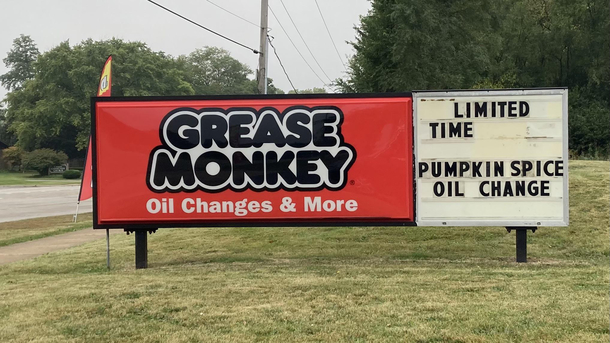 GREASE
MONKEY
Oil Changes & More
LIMITED
TIME
PUMPKIN SPICE
OIL CHANGE